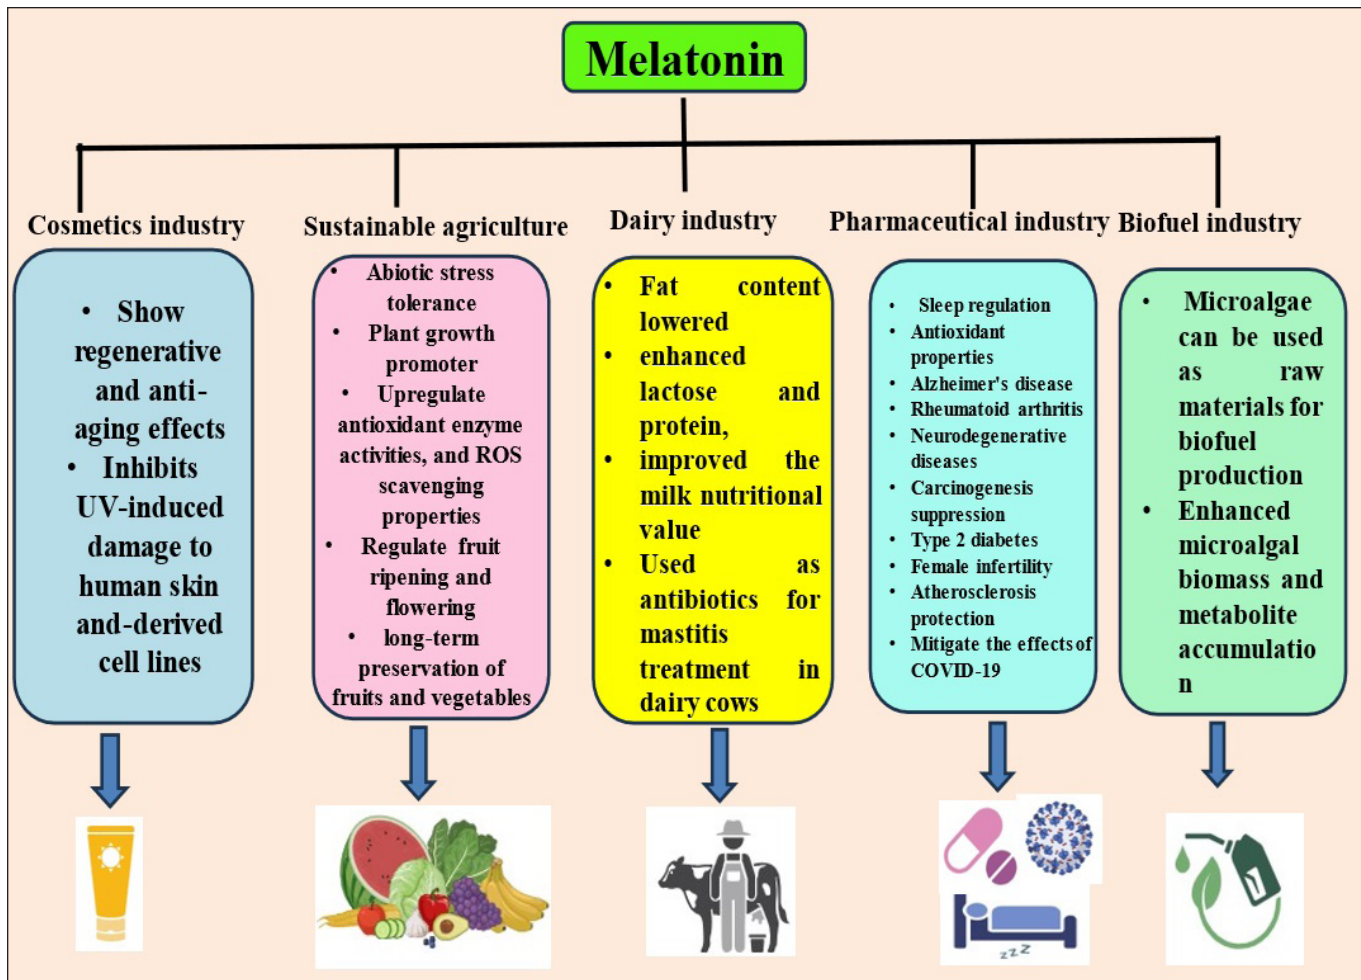 Melatonin
Cosmetics industry
• Show
regenerative
and anti-
aging effects
• Inhibits
UV-induced
damage to
human skin
and-derived
cell lines
Sustainable agriculture
• Abiotic stress
tolerance
• Plant growth
promoter
• Upregulate
antioxidant enzyme
activities, and ROS
scavenging
properties
• Regulate fruit
ripening and
flowering
• long-term
preservation of
fruits and vegetables
Dairy industry
• Fat content
lowered
• enhanced
lactose and
protein,
• improved the
milk nutritional
value
• Used as
antibiotics for
mastitis
treatment in
dairy cows
Pharmaceutical industry
• Sleep regulation
• Antioxidant
properties
• Alzheimer's disease
• Rheumatoid arthritis
• Neurodegenerative
diseases
• Carcinogenesis
suppression
• Type 2 diabetes
• Female infertility
• Atherosclerosis
protection
• Mitigate the effects of
COVID-19
Biofuel industry
• Microalgae
can be used
as raw
materials for
biofuel
production
• Enhanced
microalgal
biomass and
metabolite
accumulatio
n
z z z